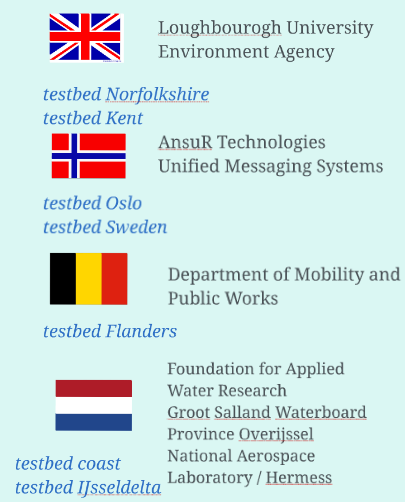 Loughbourogh University
Environment Agency
testbed Norfolkshire
testbed Kent
AnsuR Technologies
Unified Messaging Systems
testbed Oslo
testbed Sweden
Department of Mobility and
Public Works
testbed Flanders
Foundation for Applied
Water Research
Groot Salland Waterboard
Province Overijssel
National Aerospace
Laboratory / Hermess
testbed coast
testbed IJsseldelta